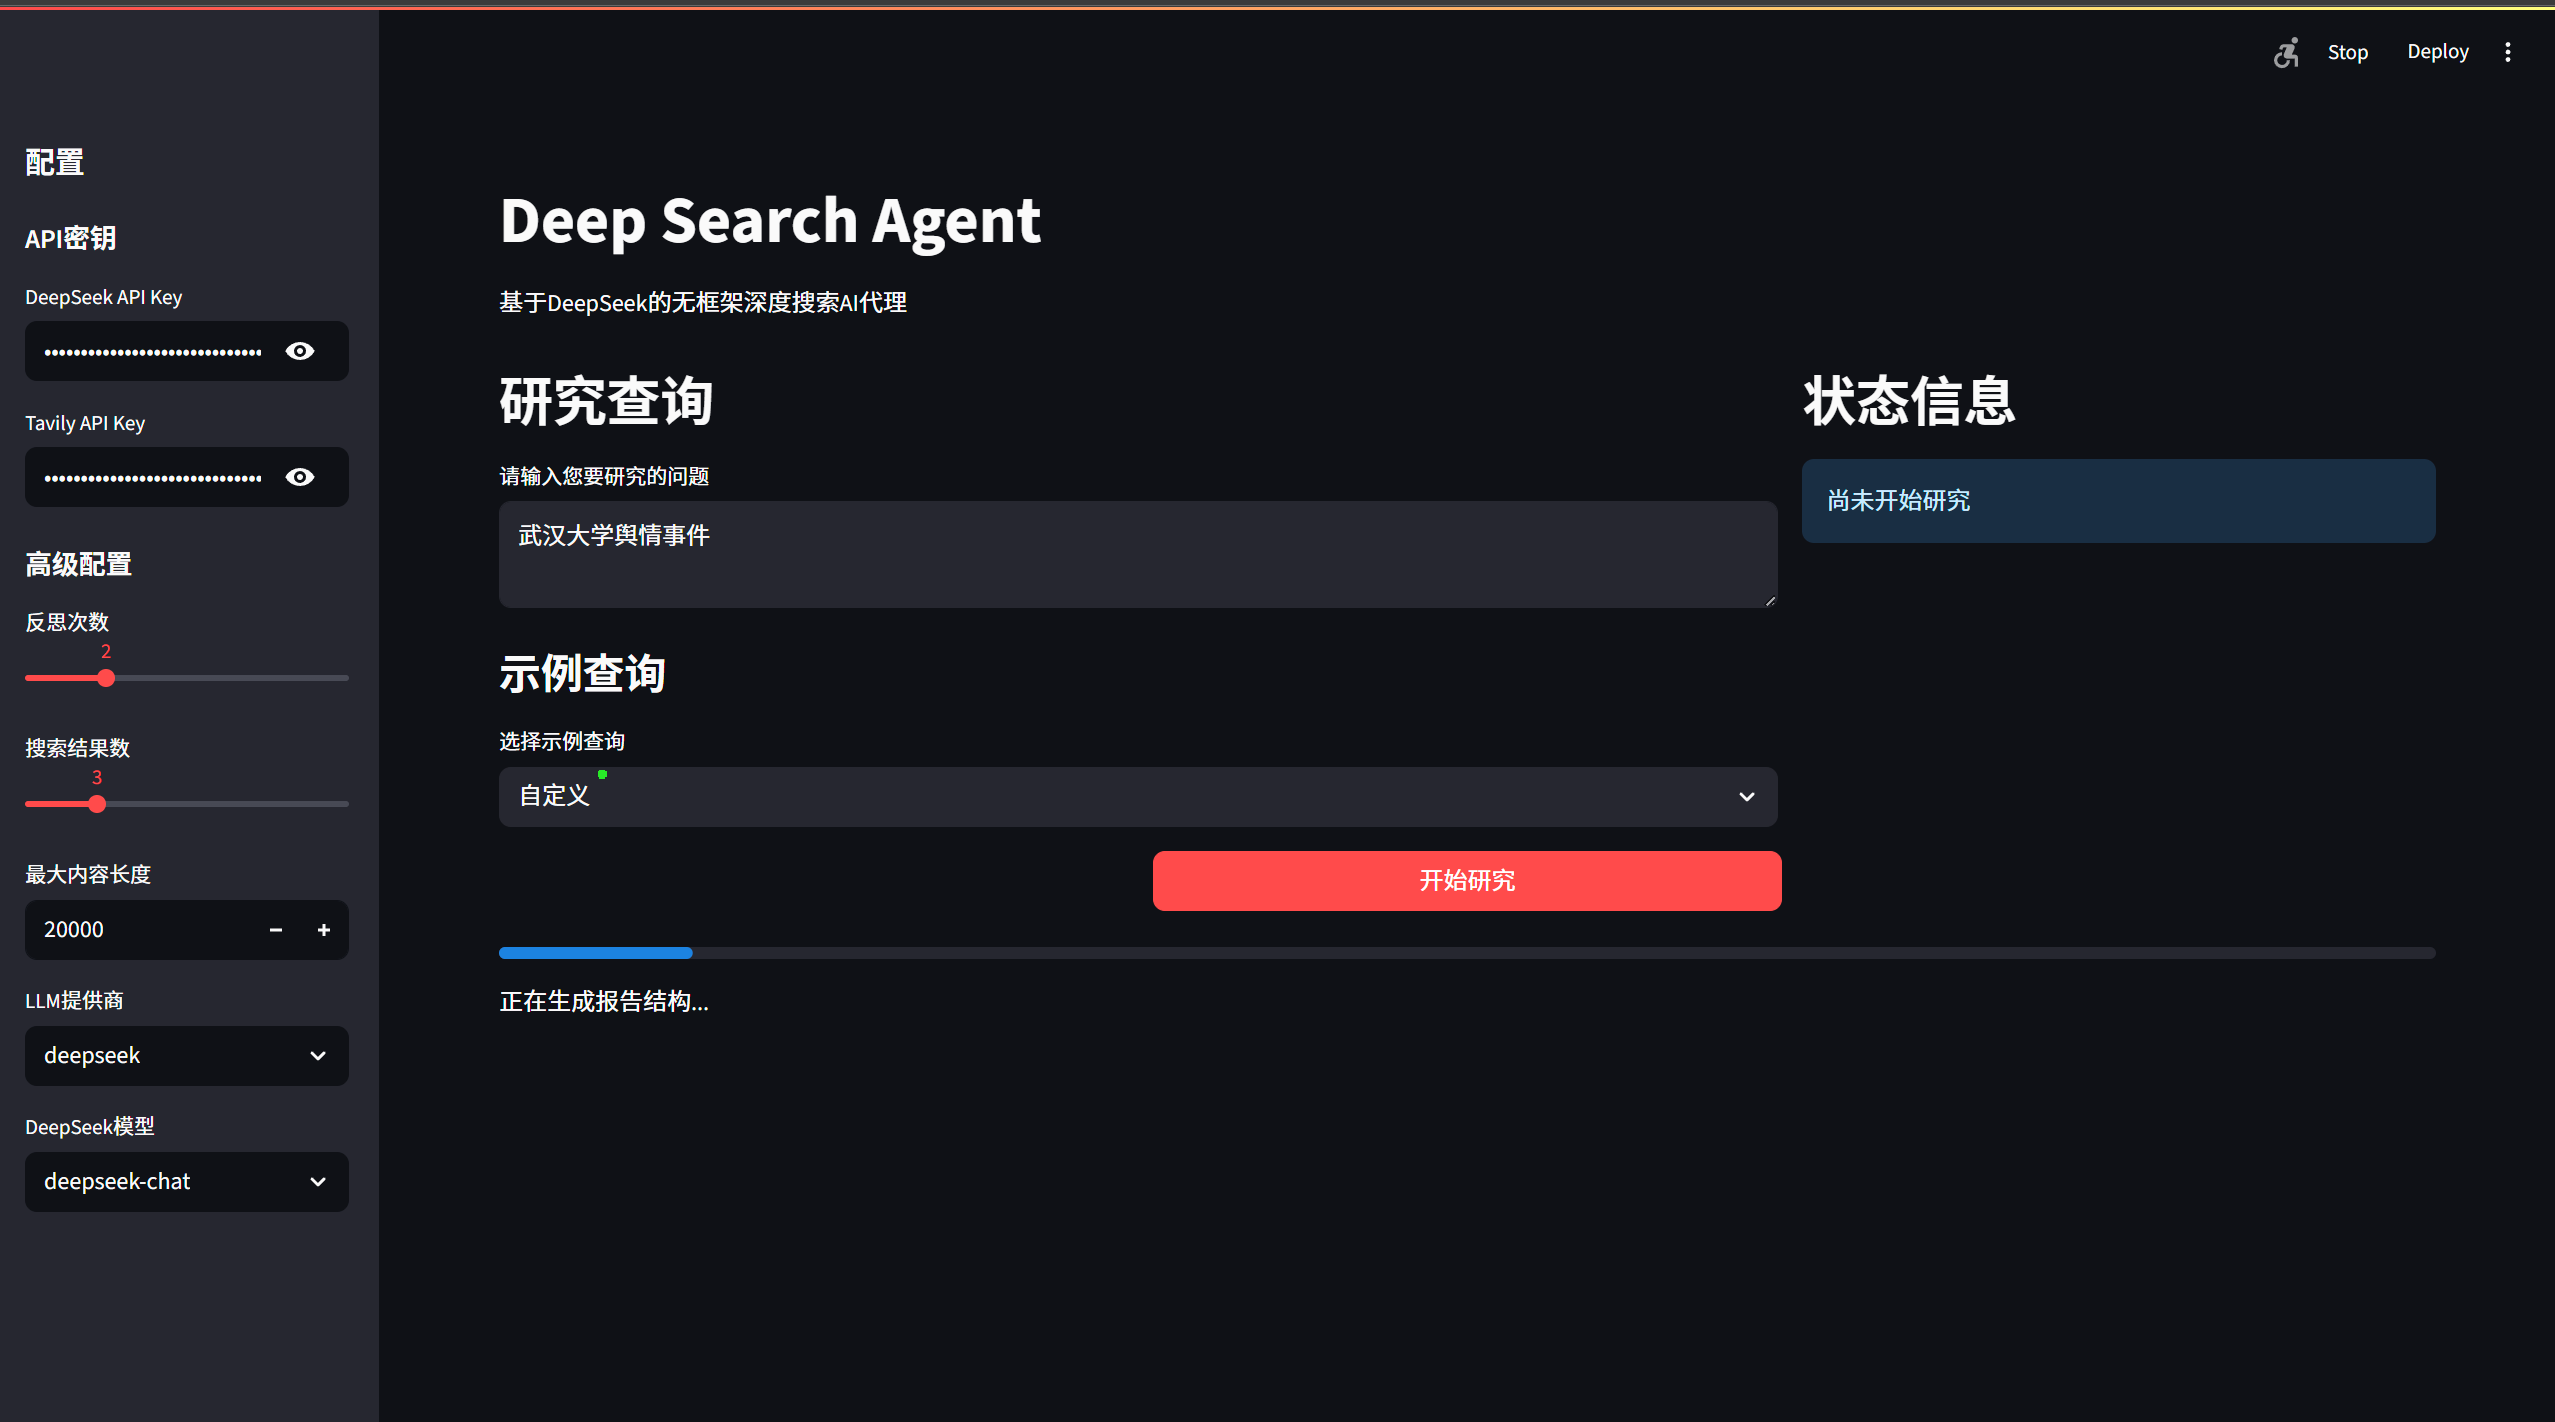 Stop
Deploy
配置
API密钥
DeepSeek API Key
Tavily API Key
高级配置
反思次数
2
搜索结果数
3
最大内容长度
20000
LLM提供商
deepseek
DeepSeek模型
deepseek-chat
Deep Search Agent
基于DeepSeek的无框架深度搜索AI代理
研究查询
请输入您要研究的问题
武汉大学舆情事件
示例查询
选择示例查询
自定义
开始研究
正在生成报告结构...
状态信息
尚未开始研究